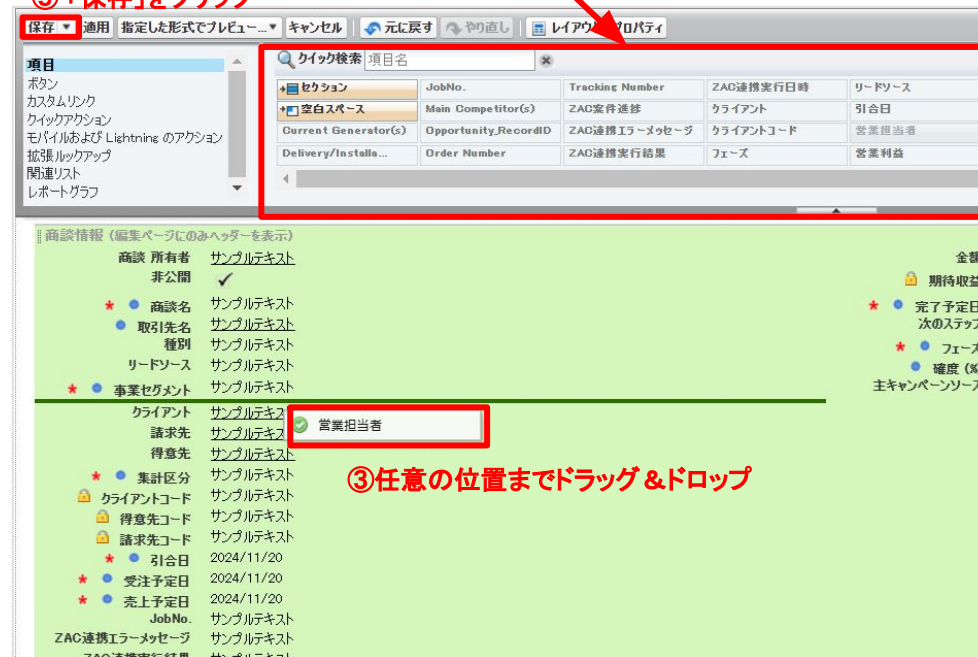 「保存」をクリック
保存 適用 指定した形式でプレビュー... キャンセル 元に戻す やり直し レイアウトプロパティ
項目
ボタン
カスタムリンク
クイックアクション
モバイルおよび Lightning のアクション
拡張ルックアップ
関連リスト
レポートグラフ
クイック検索 項目名
セクション JobNo. Tracking Number ZAC連携実行日時 リードソース
空白スペース Main Competitor(s) ZAC案件進捗 クライアント 引合日
Current Generator(s) Opportunity_RecordID ZAC連携エラーメッセージ クライアントコード 営業担当者
Delivery/Installa... Order Number ZAC連携実行結果 フェーズ 営業利益
商談情報 (編集ページにのみヘッダーを表示)
商談 所有者 サンプルテキスト 金額
非公開 期待収益
* 商談名 サンプルテキスト * 完了予定日
取引先名 サンプルテキスト 次のステップ
種別 サンプルテキスト * フェーズ
リードソース サンプルテキスト 確度 (%
* 事業セグメント サンプルテキスト 主キャンペーンソース
クライアント サンプルテキス
請求先 サンプルテキス 営業担当者
得意先 サンプルテキスト
* 集計区分 サンプルテキスト ③任意の位置までドラッグ&ドロップ
クライアントコード サンプルテキスト
得意先コード サンプルテキスト
請求先コード サンプルテキスト
* 引合日 2024/11/20
* 受注予定日 2024/11/20
* 売上予定日 2024/11/20
JobNo. サンプルテキスト
ZAC連携エラーメッセージ サンプルテキスト
ZAC連携実行結果 サンプルテキスト